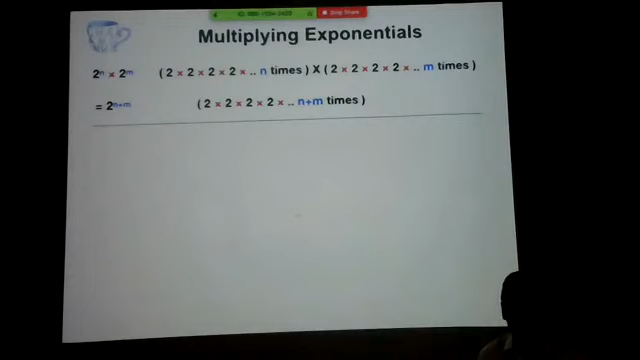 Stop Share
Multiplying Exponentials
2ⁿ × 2ᵐ ( 2 × 2 × 2 × 2 × .. n times ) X ( 2 × 2 × 2 × 2 × .. m times )
= 2ⁿ⁺ᵐ ( 2 × 2 × 2 × 2 × .. n+m times )